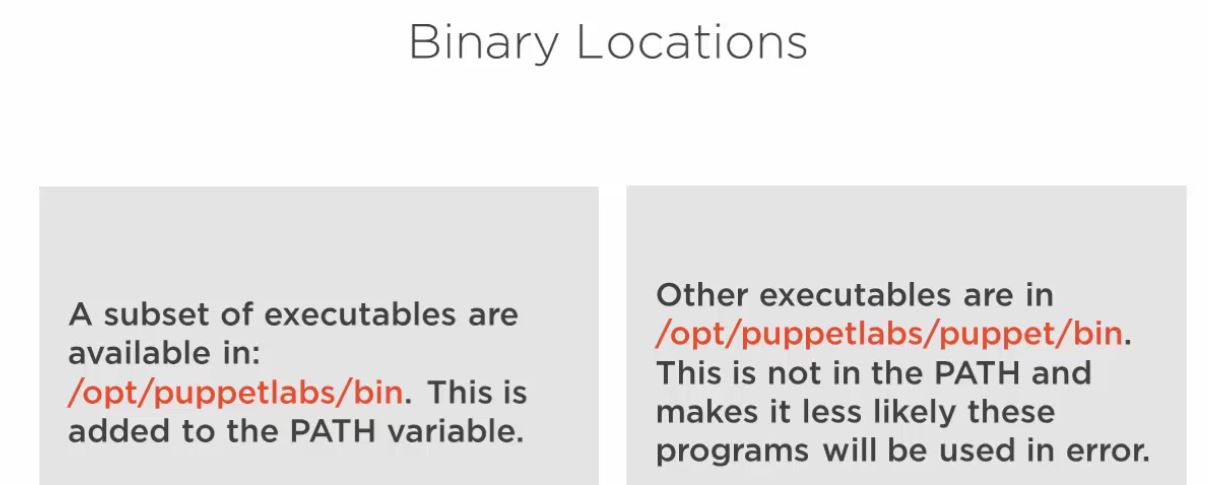 Binary Locations
A subset of executables are
available in:
/opt/puppetlabs/bin. This is
added to the PATH variable.
Other executables are in
/opt/puppetlabs/puppet/bin.
This is not in the PATH and
makes it less likely these
programs will be used in error.